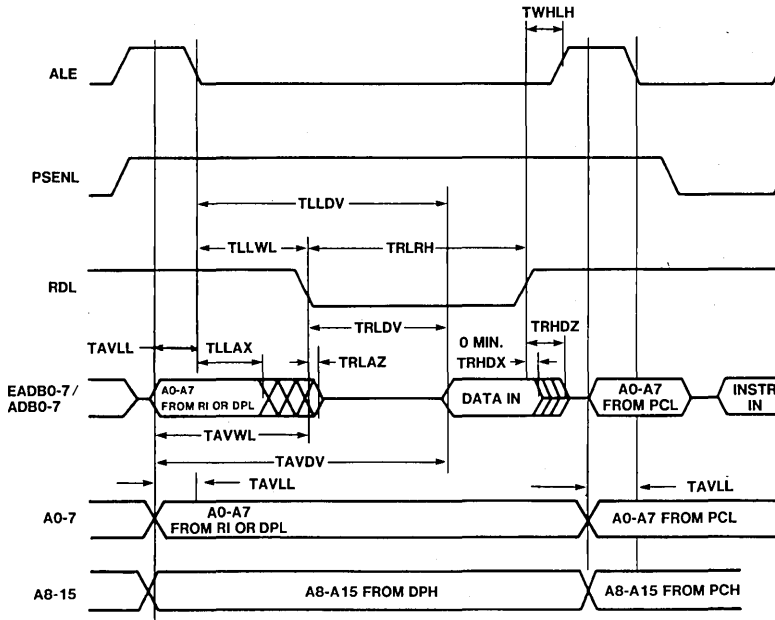 TWHLH
ALE
PSENL
TLLDV
TLLWL
TRLRH
RDL
TRLDV
TAVLL
TLLAX
TRLAZ
0 MIN.
TRHDX
TRHDZ
EADB0-7 /
ADB0-7
A0-A7
FROM RI OR DPL
DATA IN
A0-A7
FROM PCL
INSTR
IN
TAVWL
TAVDV
TAVLL
TAVLL
A0-7
A0-A7
FROM RI OR DPL
A0-A7 FROM PCL
A8-15
A8-A15 FROM DPH
A8-A15 FROM PCH